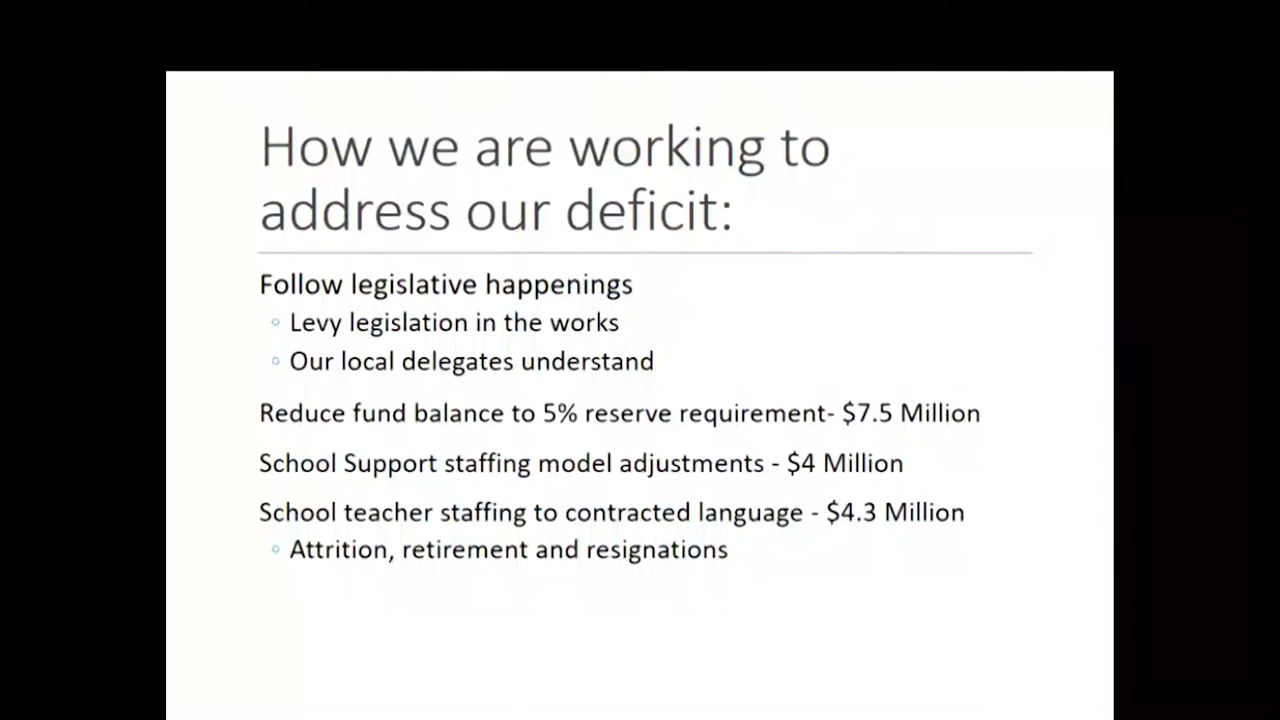 How we are working to
address our deficit:
Follow legislative happenings
◦ Levy legislation in the works
◦ Our local delegates understand
Reduce fund balance to 5% reserve requirement- $7.5 Million
School Support staffing model adjustments - $4 Million
School teacher staffing to contracted language - $4.3 Million
◦ Attrition, retirement and resignations